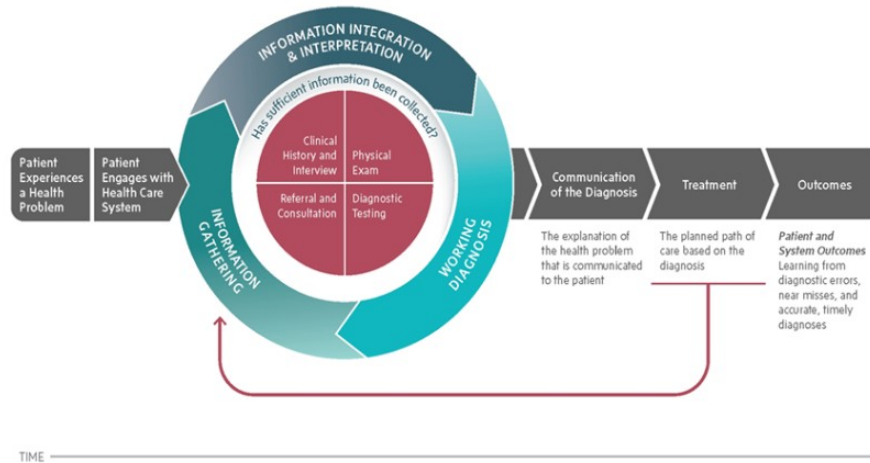 INFORMATION INTEGRATION
& INTERPRETATION
Has sufficient information been collected?
Clinical
History and
Interview
Physical
Exam
Referral and
Consultation
Diagnostic
Testing
INFORMATION
GATHERING
WORKING
DIAGNOSIS
Patient
Experiences
a Health
Problem
Patient
Engages with
Health Care
System
Communication
of the Diagnosis
Treatment
Outcomes
The explanation of
the health problem
that is communicated
to the patient
The planned path of
care based on the
diagnosis
Patient and
System Outcomes
Learning from
diagnostic errors,
near misses, and
accurate, timely
diagnoses
TIME